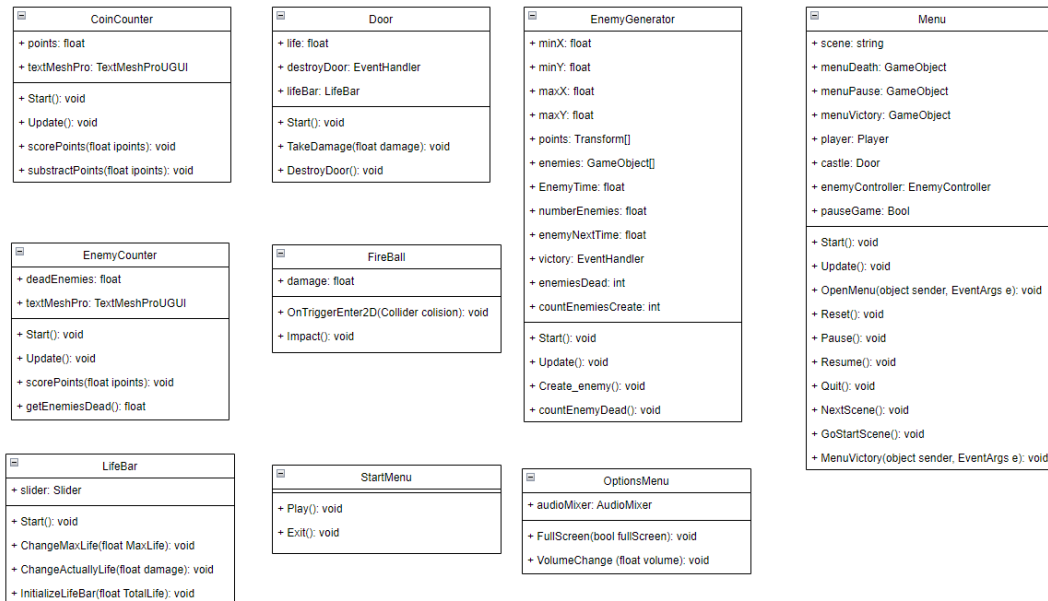 CoinCounter
+ points: float
+ textMeshPro: TextMeshProUGUI
+ Start(): void
+ Update(): void
+ scorePoints(float ipoints): void
+ substractPoints(float ipoints): void
Door
+ life: float
+ destroyDoor: EventHandler
+ lifeBar: LifeBar
+ Start(): void
+ TakeDamage(float damage): void
+ DestroyDoor(): void
EnemyGenerator
+ minX: float
+ minY: float
+ maxX: float
+ maxY: float
+ points: Transform[]
+ enemies: GameObject[]
+ EnemyTime: float
+ numberEnemies: float
+ enemyNextTime: float
+ victory: EventHandler
+ enemiesDead: int
+ countEnemiesCreate: int
+ Start(): void
+ Update(): void
+ Create_enemy(): void
+ countEnemyDead(): void
Menu
+ scene: string
+ menuDeath: GameObject
+ menuPause: GameObject
+ menuVictory: GameObject
+ player: Player
+ castle: Door
+ enemyController: EnemyController
+ pauseGame: Bool
+ Start(): void
+ Update(): void
+ OpenMenu(object sender, EventArgs e): void
+ Reset(): void
+ Pause(): void
+ Resume(): void
+ Quit(): void
+ NextScene(): void
+ GoStartScene(): void
+ MenuVictory(object sender, EventArgs e): void
EnemyCounter
+ deadEnemies: float
+ textMeshPro: TextMeshProUGUI
+ Start(): void
+ Update(): void
+ scorePoints(float ipoints): void
+ getEnemiesDead(): float
FireBall
+ damage: float
+ OnTriggerEnter2D(Collider colision): void
+ Impact(): void
LifeBar
+ slider: Slider
+ Start(): void
+ ChangeMaxLife(float MaxLife): void
+ ChangeActuallyLife(float damage): void
+ InitializeLifeBar(float TotalLife): void
StartMenu
+ Play(): void
+ Exit(): void
OptionsMenu
+ audioMixer: AudioMixer
+ FullScreen(bool fullScreen): void
+ VolumeChange (float volume): void